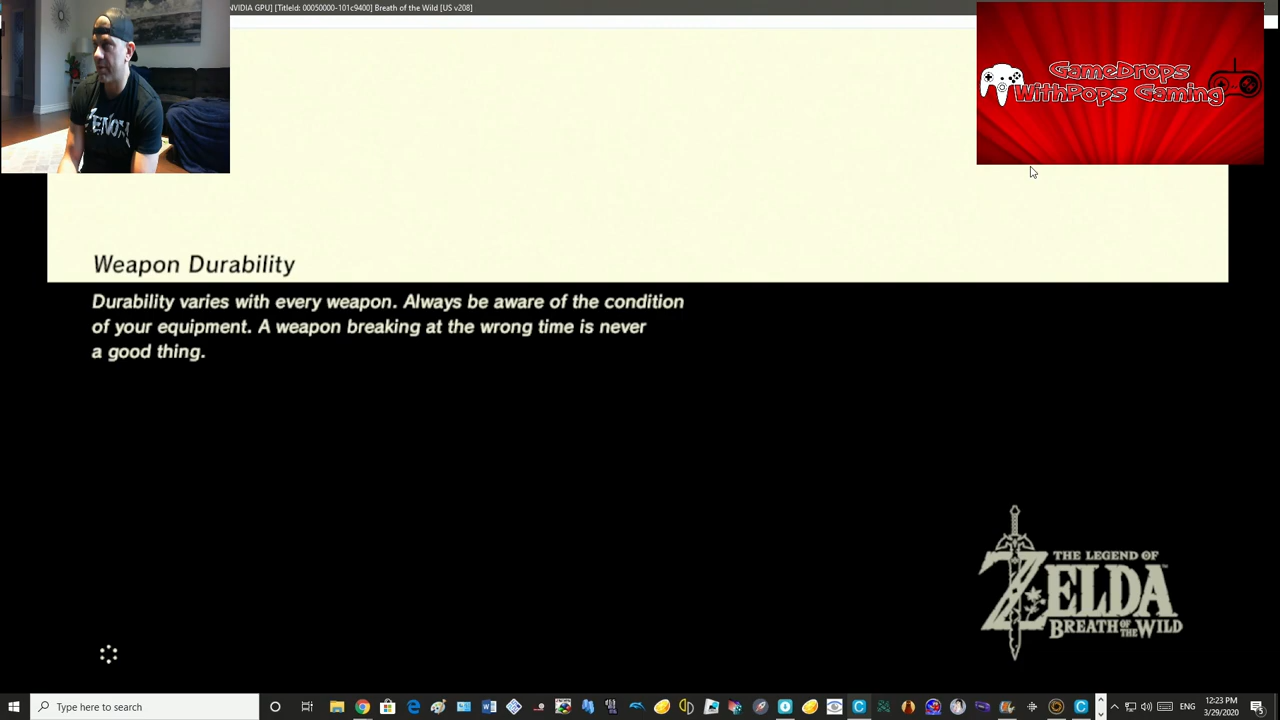 NVIDIA GPU] [TitleId: 00050000-101c9400] Breath of the Wild [US v208]
VENOM
GameDrops
WithPops Gaming
Weapon Durability
Durability varies with every weapon. Always be aware of the condition
of your equipment. A weapon breaking at the wrong time is never
a good thing.
THE LEGEND OF
ZELDA
BREATH OF THE WILD
Type here to search
ENG
12:23 PM
3/29/2020